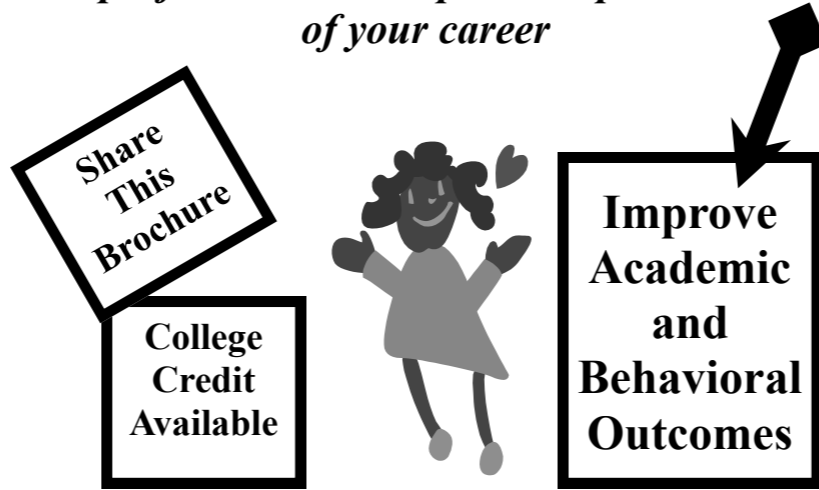 of your career
Share
This
Brochure
College
Credit
Available
Improve
Academic
and
Behavioral
Outcomes